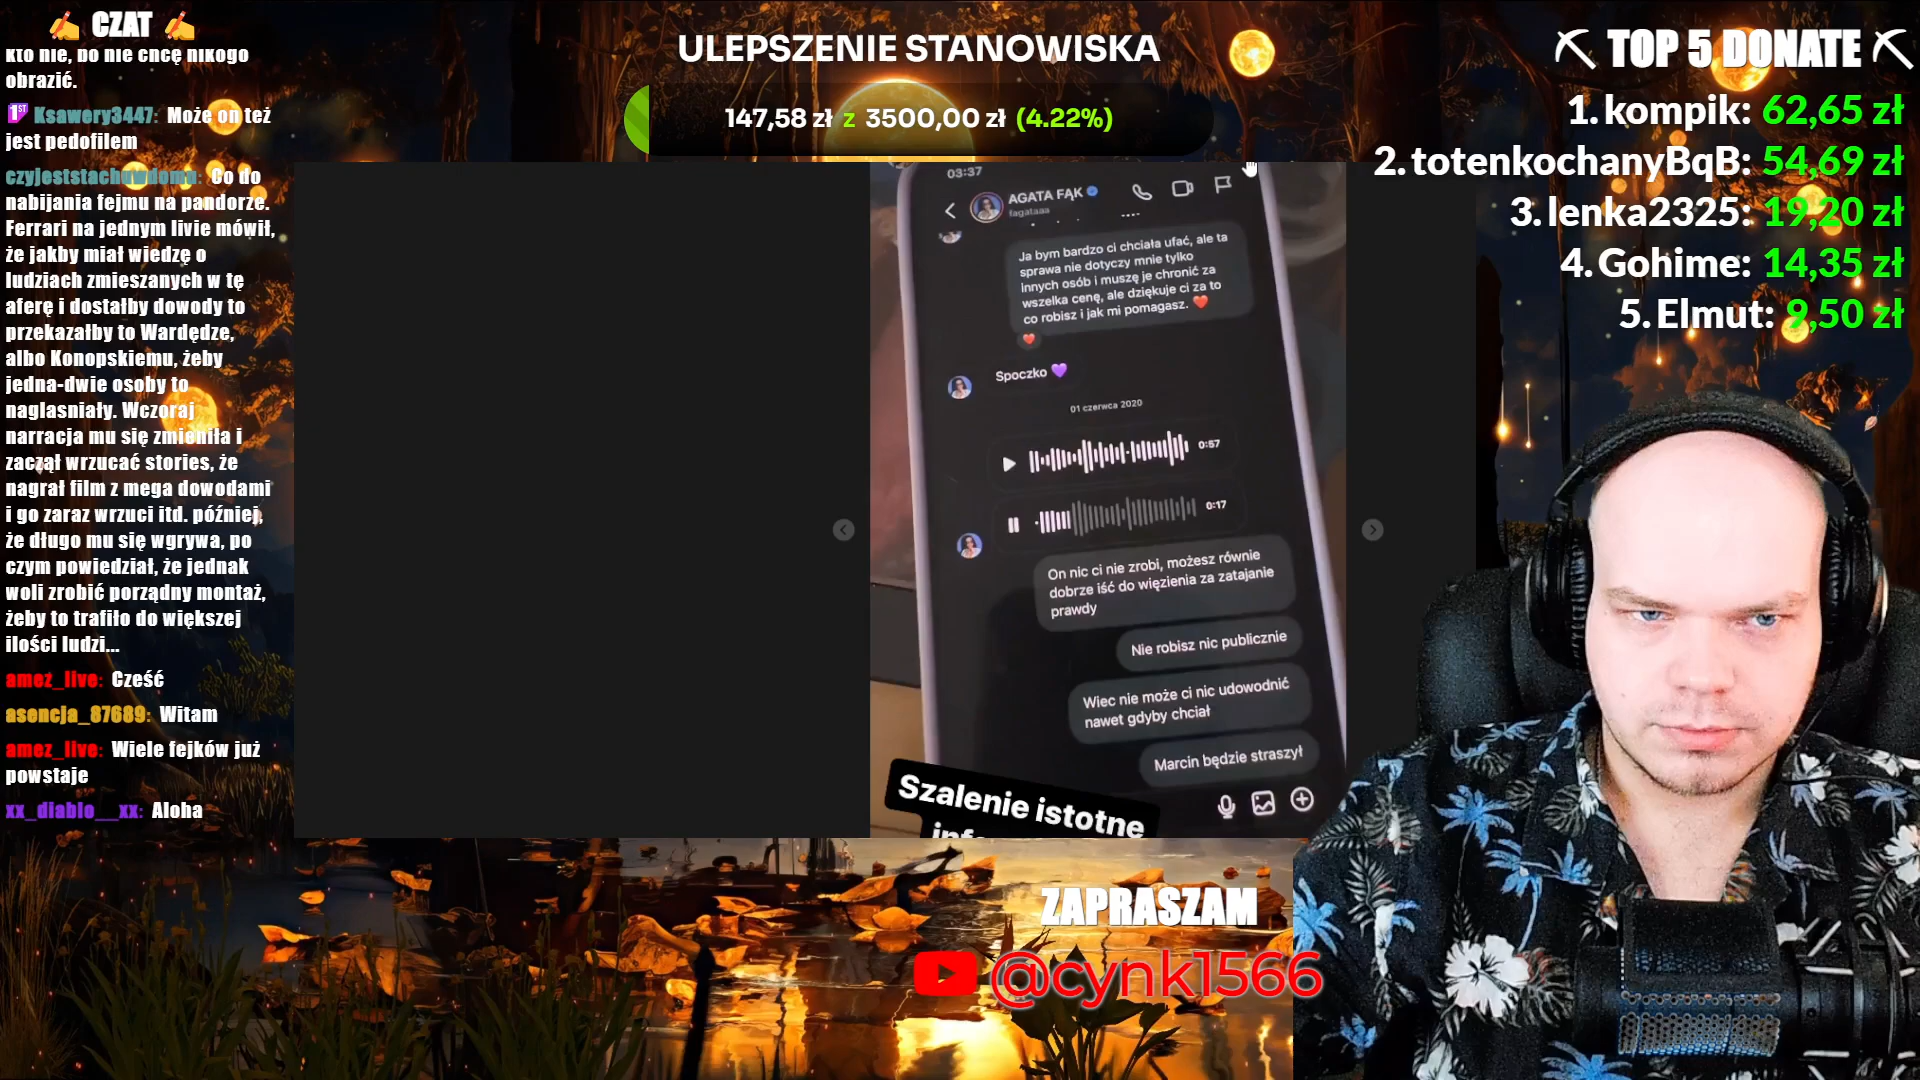 ✍ CZAT ✍
kto nie, bo nie chcę nikogo
obrazić.
1ST Ksawery3447: Może on też
jest pedofilem
czyjeststachuwdomu: Co do
nabijania fejmu na pandorze.
Ferrari na jednym livie mówił,
że jakby miał wiedzę o
ludziach zmieszanych w tę
aferę i dostałby dowody to
przekazałby to Wardędze,
albo Konopskiemu, żeby
jedna-dwie osoby to
naglasniały. Wczoraj
narracja mu się zmieniła i
zaczął wrzucać stories, że
nagrał film z mega dowodami
i go zaraz wrzuci itd. później,
że długo mu się wgrywa, po
czym powiedział, że jednak
woli zrobić porządny montaż,
żeby to trafiło do większej
ilości ludzi...
amez_live: Cześć
asencja_87689: Witam
amez_live: Wiele fejków już
powstaje
xx_diablo__xx: Aloha
ULEPSZENIE STANOWISKA
147,58 zł z 3500,00 zł (4.22%)
03:37
AGATA FĄK
fagataaa
Ja bym bardzo ci chciała ufać, ale ta
sprawa nie dotyczy mnie tylko
innych osób i muszę je chronić za
wszelka cenę, ale dziękuje ci za to
co robisz i jak mi pomagasz. ❤️
❤️
Spoczko 💜
01 czerwca 2020
0:57
0:17
On nic ci nie zrobi, możesz równie
dobrze iść do więzienia za zatajanie
prawdy
Nie robisz nic publicznie
Wiec nie może ci nic udowodnić
nawet gdyby chciał
Marcin będzie straszył
Szalenie istotne
TOP 5 DONATE
1. kompik: 62,65 zł
2. totenkochanyBqB: 54,69 zł
3. lenka2325: 19,20 zł
4. Gohime: 14,35 zł
5. Elmut: 9,50 zł
ZAPRASZAM
@cynk1566